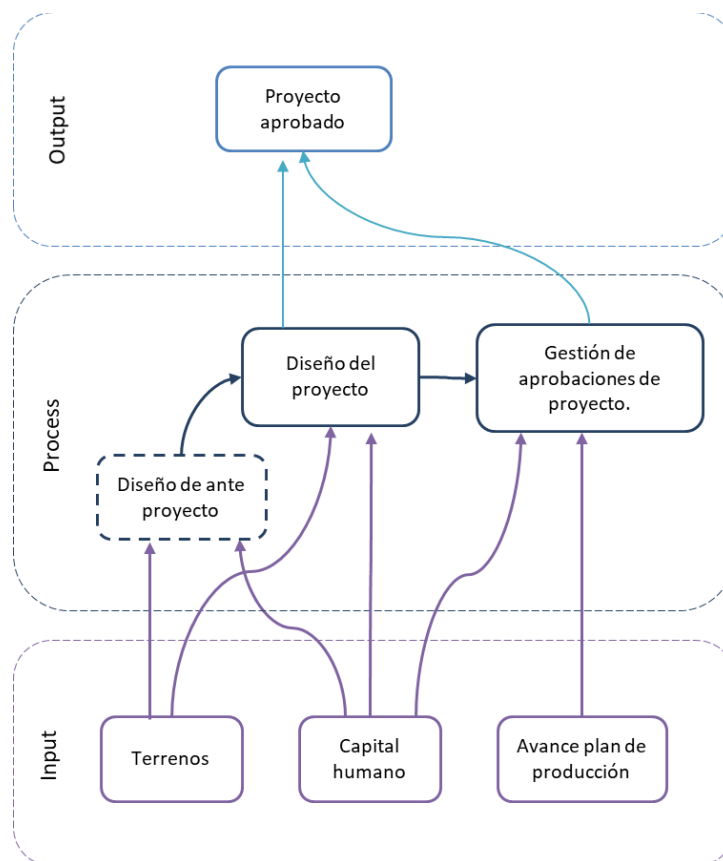 Output
Proyecto
aprobado
Process
Diseño del
proyecto
Gestión de
aprobaciones de
proyecto.
Diseño de ante
proyecto
Input
Terrenos
Capital
humano
Avance plan de
producción